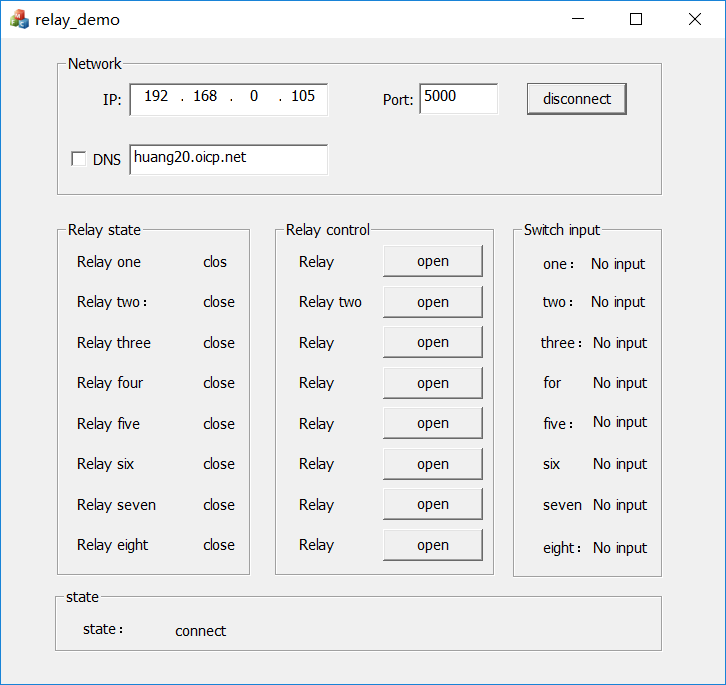 relay_demo
Network
IP: 192 . 168 . 0 . 105 Port: 5000 disconnect
DNS huang20.oicp.net
Relay state Relay control Switch input
Relay one clos Relay open one： No input
Relay two： close Relay two open two： No input
Relay three close Relay open three： No input
Relay four close Relay open for No input
Relay five close Relay open five： No input
Relay six close Relay open six No input
Relay seven close Relay open seven No input
Relay eight close Relay open eight： No input
state
state： connect